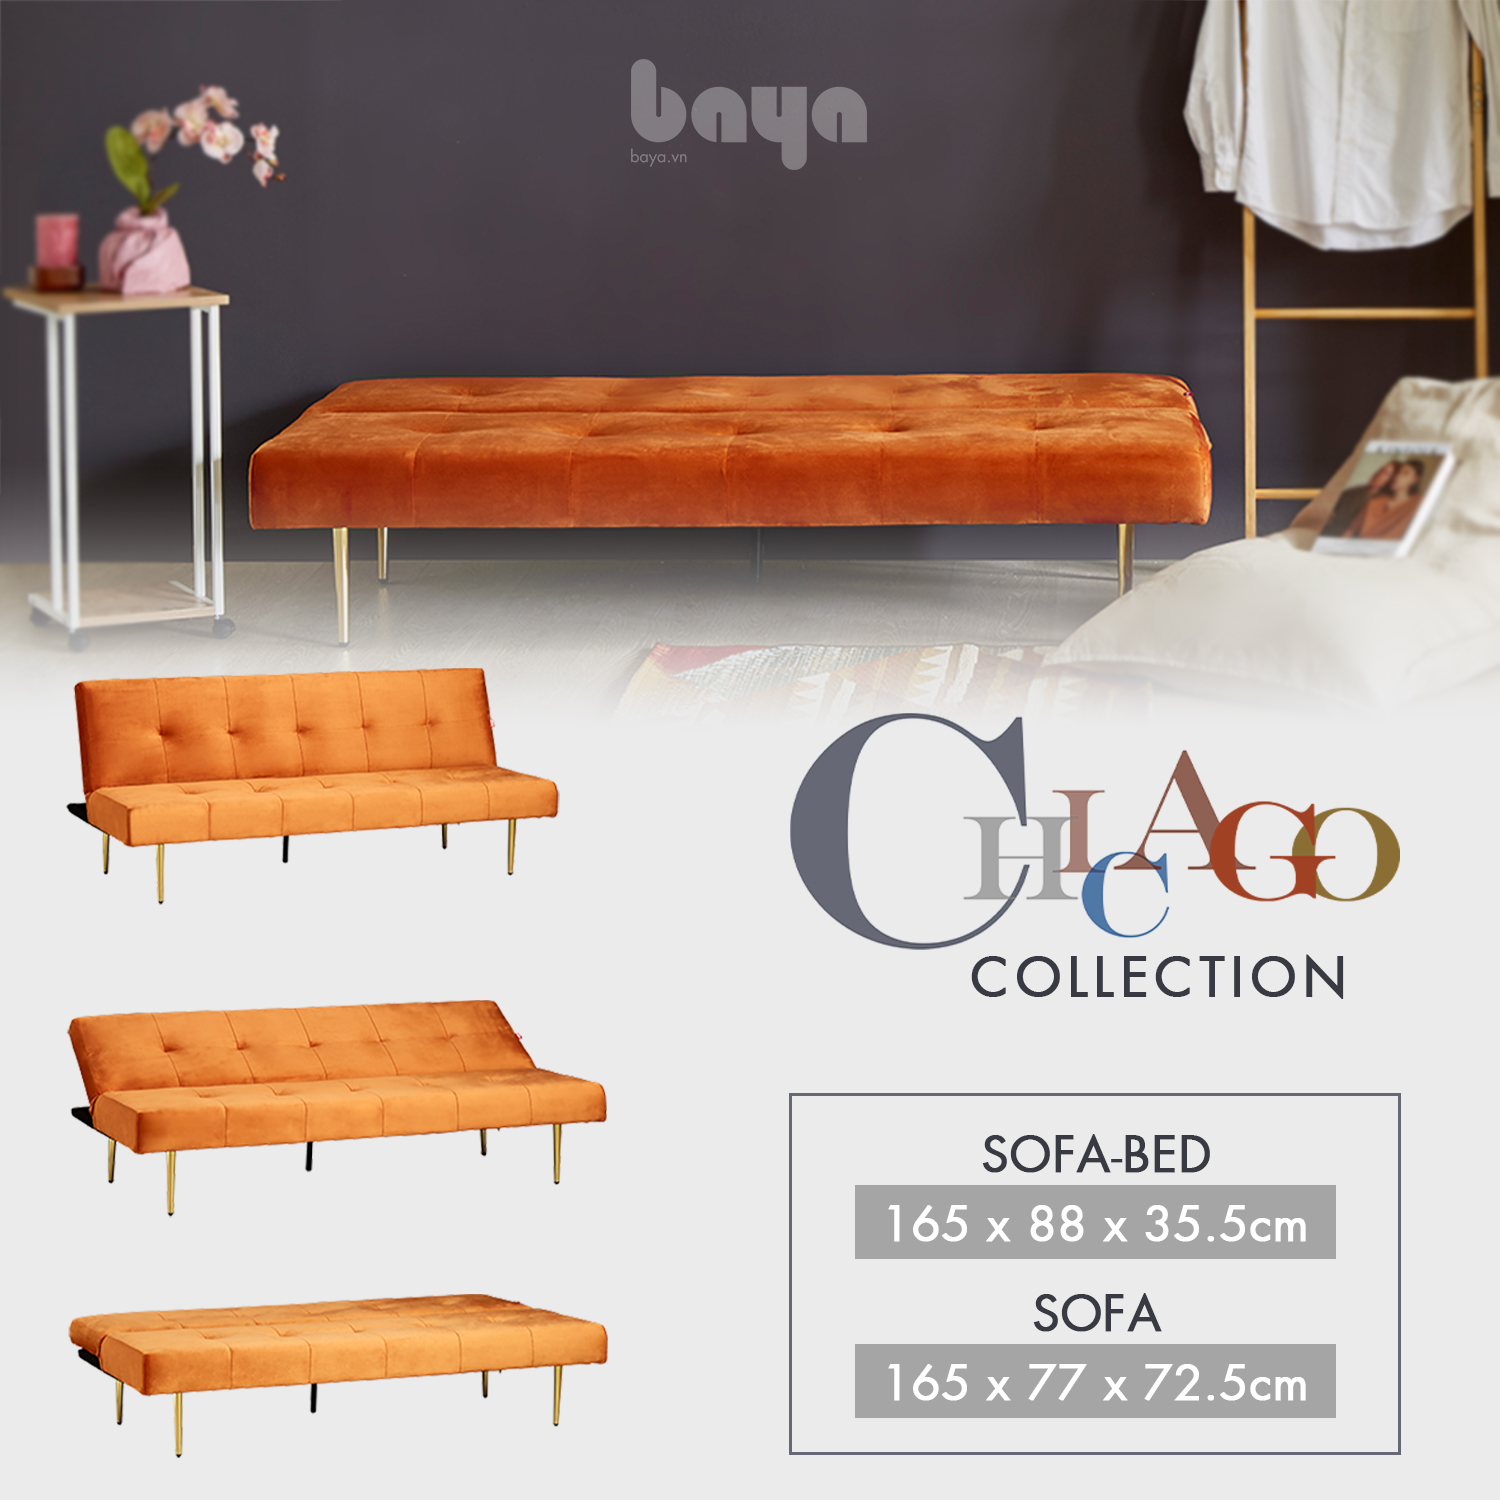 baya
baya.vn
CHICAGO
COLLECTION
SOFA-BED
165 x 88 x 35.5cm
SOFA
165 x 77 x 72.5cm